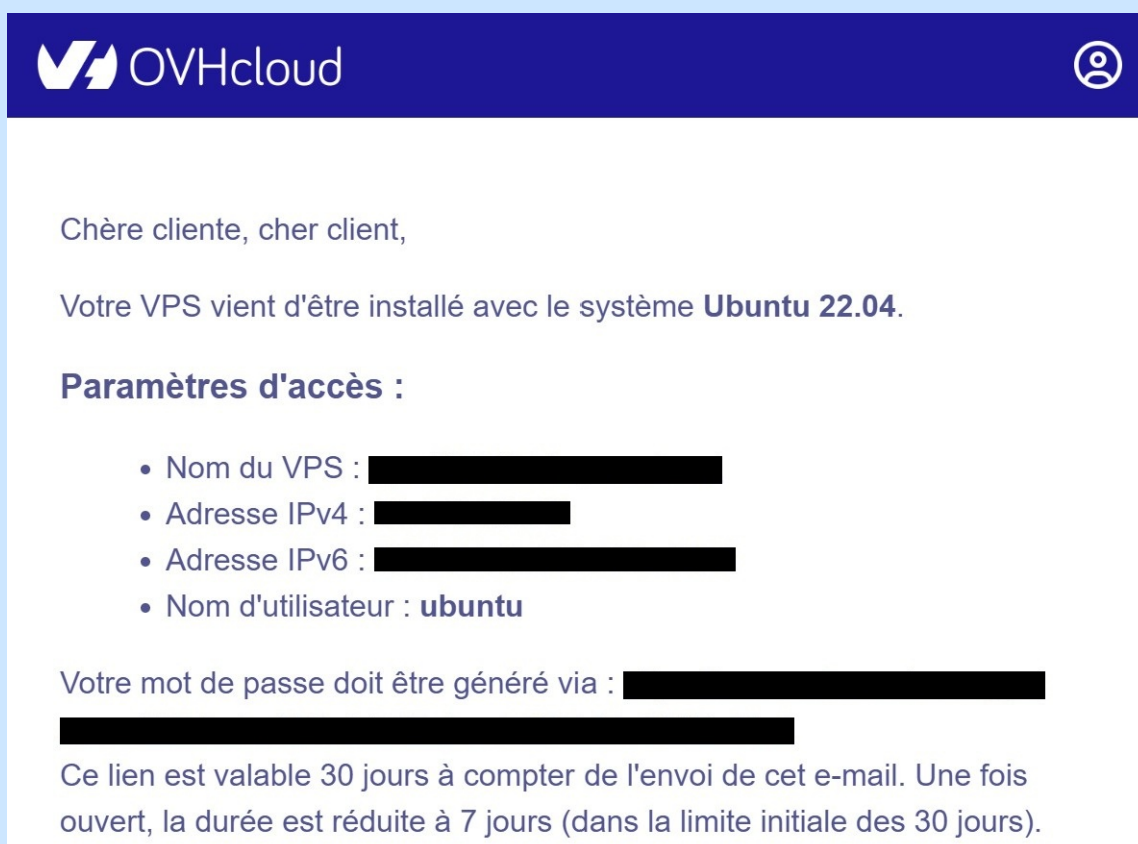 OVHcloud
Chère cliente, cher client,
Votre VPS vient d'être installé avec le système Ubuntu 22.04.
Paramètres d'accès :
• Nom du VPS :
• Adresse IPv4 :
• Adresse IPv6 :
• Nom d'utilisateur : ubuntu
Votre mot de passe doit être généré via :
Ce lien est valable 30 jours à compter de l'envoi de cet e-mail. Une fois
ouvert, la durée est réduite à 7 jours (dans la limite initiale des 30 jours).